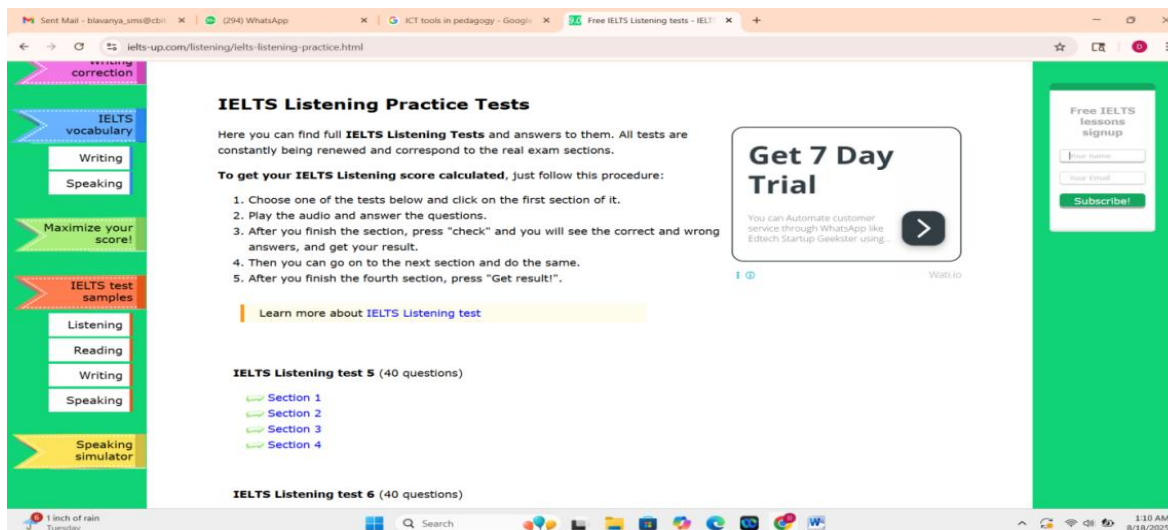 Sent Mail - blavanya_sms@cbit
(294) WhatsApp
ICT tools in pedagogy - Google
Free IELTS Listening tests - IELT
ielts-up.com/listening/ielts-listening-practice.html
correction
IELTS
vocabulary
Writing
Speaking
Maximize your
score!
IELTS test
samples
Listening
Reading
Writing
Speaking
Speaking
simulator
IELTS Listening Practice Tests
Here you can find full IELTS Listening Tests and answers to them. All tests are
constantly being renewed and correspond to the real exam sections.
To get your IELTS Listening score calculated, just follow this procedure:
1. Choose one of the tests below and click on the first section of it.
2. Play the audio and answer the questions.
3. After you finish the section, press "check" and you will see the correct and wrong
answers, and get your result.
4. Then you can go on to the next section and do the same.
5. After you finish the fourth section, press "Get result!".
Learn more about IELTS Listening test
IELTS Listening test 5 (40 questions)
Section 1
Section 2
Section 3
Section 4
IELTS Listening test 6 (40 questions)
Get 7 Day
Trial
You can Automate customer
service through WhatsApp like
Edtech Startup Geekster using...
Wati.io
Free IELTS
lessons
signup
Your name
Your Email
Subscribe!
1 inch of rain
Tuesday
Search
1:10 AM